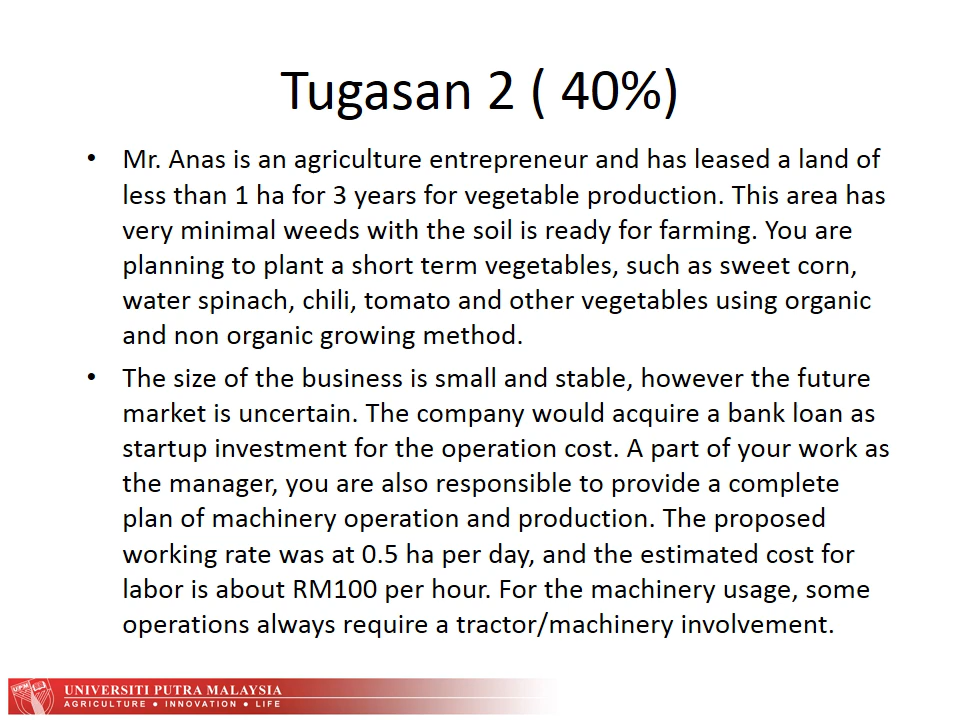 Tugasan 2 ( 40%)
• Mr. Anas is an agriculture entrepreneur and has leased a land of
less than 1 ha for 3 years for vegetable production. This area has
very minimal weeds with the soil is ready for farming. You are
planning to plant a short term vegetables, such as sweet corn,
water spinach, chili, tomato and other vegetables using organic
and non organic growing method.
• The size of the business is small and stable, however the future
market is uncertain. The company would acquire a bank loan as
startup investment for the operation cost. A part of your work as
the manager, you are also responsible to provide a complete
plan of machinery operation and production. The proposed
working rate was at 0.5 ha per day, and the estimated cost for
labor is about RM100 per hour. For the machinery usage, some
operations always require a tractor/machinery involvement.
UPM
UNIVERSITI PUTRA MALAYSIA
AGRICULTURE ● INNOVATION ● LIFE